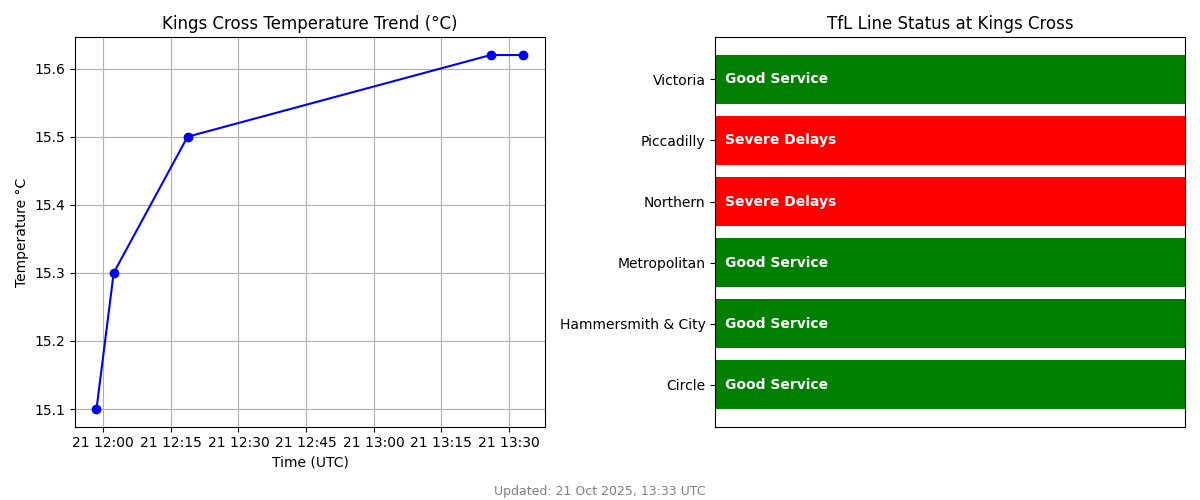 Kings Cross Temperature Trend (°C)
Temperature °C
15.6
15.5
15.4
15.3
15.2
15.1
21 12:00 21 12:15 21 12:30 21 12:45 21 13:00 21 13:15 21 13:30
Time (UTC)
TfL Line Status at Kings Cross
Victoria Good Service
Piccadilly Severe Delays
Northern Severe Delays
Metropolitan Good Service
Hammersmith & City Good Service
Circle Good Service
Updated: 21 Oct 2025, 13:33 UTC